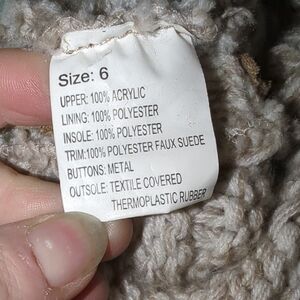 Size: 6
UPPER: 100% ACRYLIC
LINING: 100% POLYESTER
INSOLE: 100% POLYESTER
TRIM:100% POLYESTER FAUX SUEDE
BUTTONS: METAL
OUTSOLE: TEXTILE COVERED
THERMOPLASTIC RUBBER